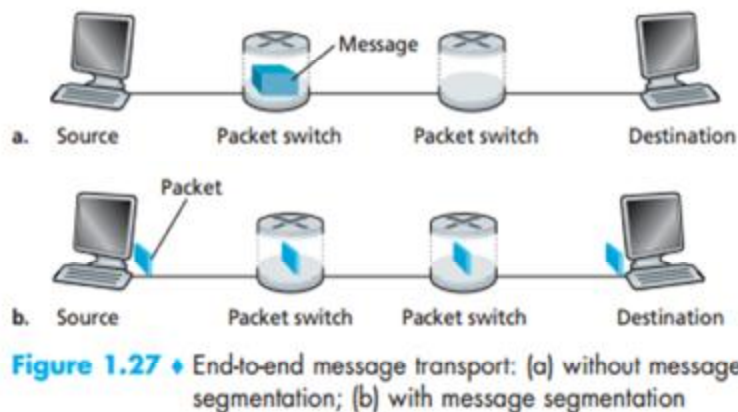 Message
a. Source Packet switch Packet switch Destination
Packet
b. Source Packet switch Packet switch Destination
Figure 1.27 ♦ End-to-end message transport: (a) without message
segmentation; (b) with message segmentation